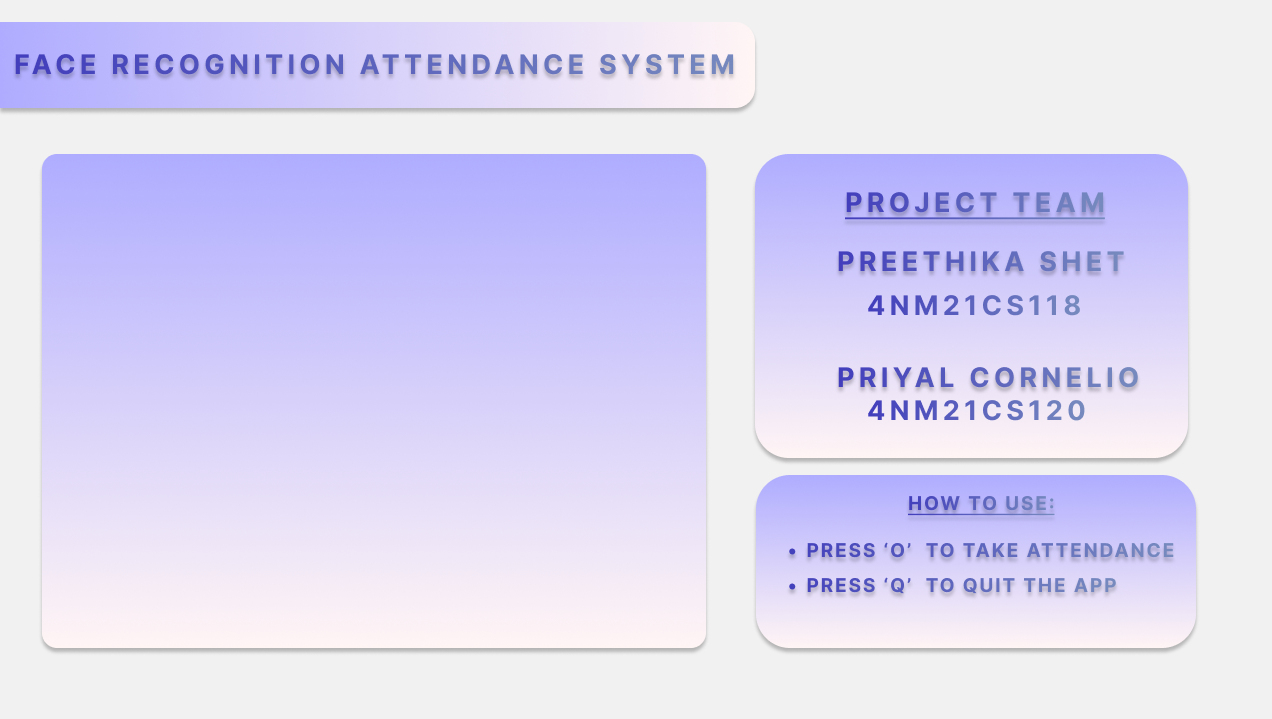 FACE RECOGNITION ATTENDANCE SYSTEM
PROJECT TEAM
PREETHIKA SHET
4NM21CS118
PRIYAL CORNELIO
4NM21CS120
HOW TO USE:
• PRESS ‘O’ TO TAKE ATTENDANCE
• PRESS ‘Q’ TO QUIT THE APP